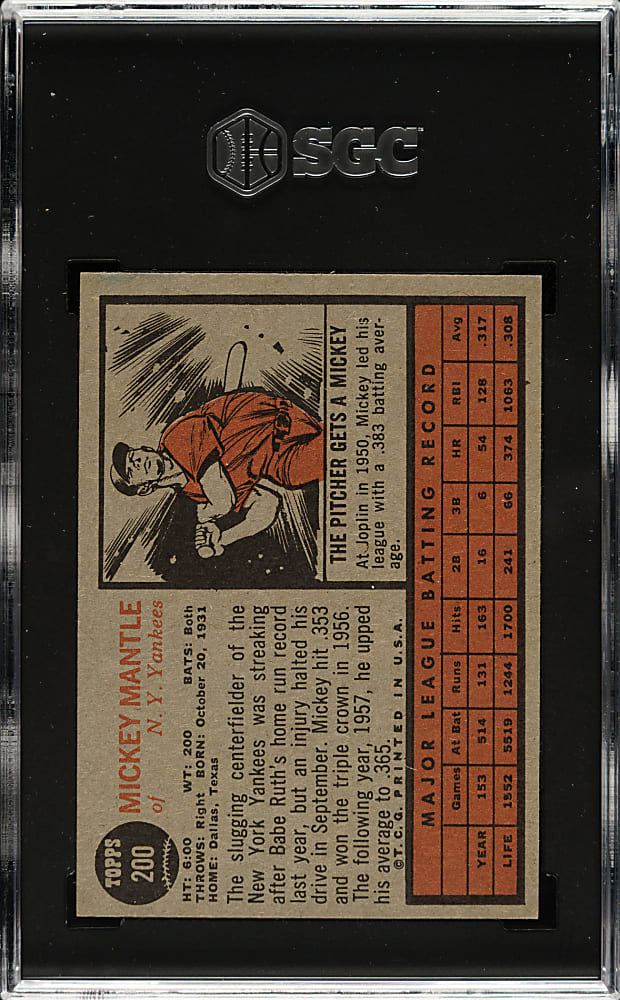 SGC
TOPPS
200
MICKEY MANTLE
of N. Y. Yankees
HT: 6:00 WT: 200 BATS: Both
THROWS: Right BORN: October 20, 1931
HOME: Dallas, Texas
The slugging centerfielder of the
New York Yankees was streaking
after Babe Ruth's home run record
last year, but an injury halted his
drive in September. Mickey hit .353
and won the triple crown in 1956.
The following year, 1957, he upped
his average to .365.
©T.C.G. PRINTED IN U.S.A.
THE PITCHER GETS A MICKEY
At Joplin in 1950, Mickey led his
league with a .383 batting aver-
age.
MAJOR LEAGUE BATTING RECORD
Games At Bat Runs Hits 2B 3B HR RBI Avg
YEAR 153 514 131 163 16 6 54 128 .317
LIFE 1552 5519 1244 1700 241 66 374 1063 .308